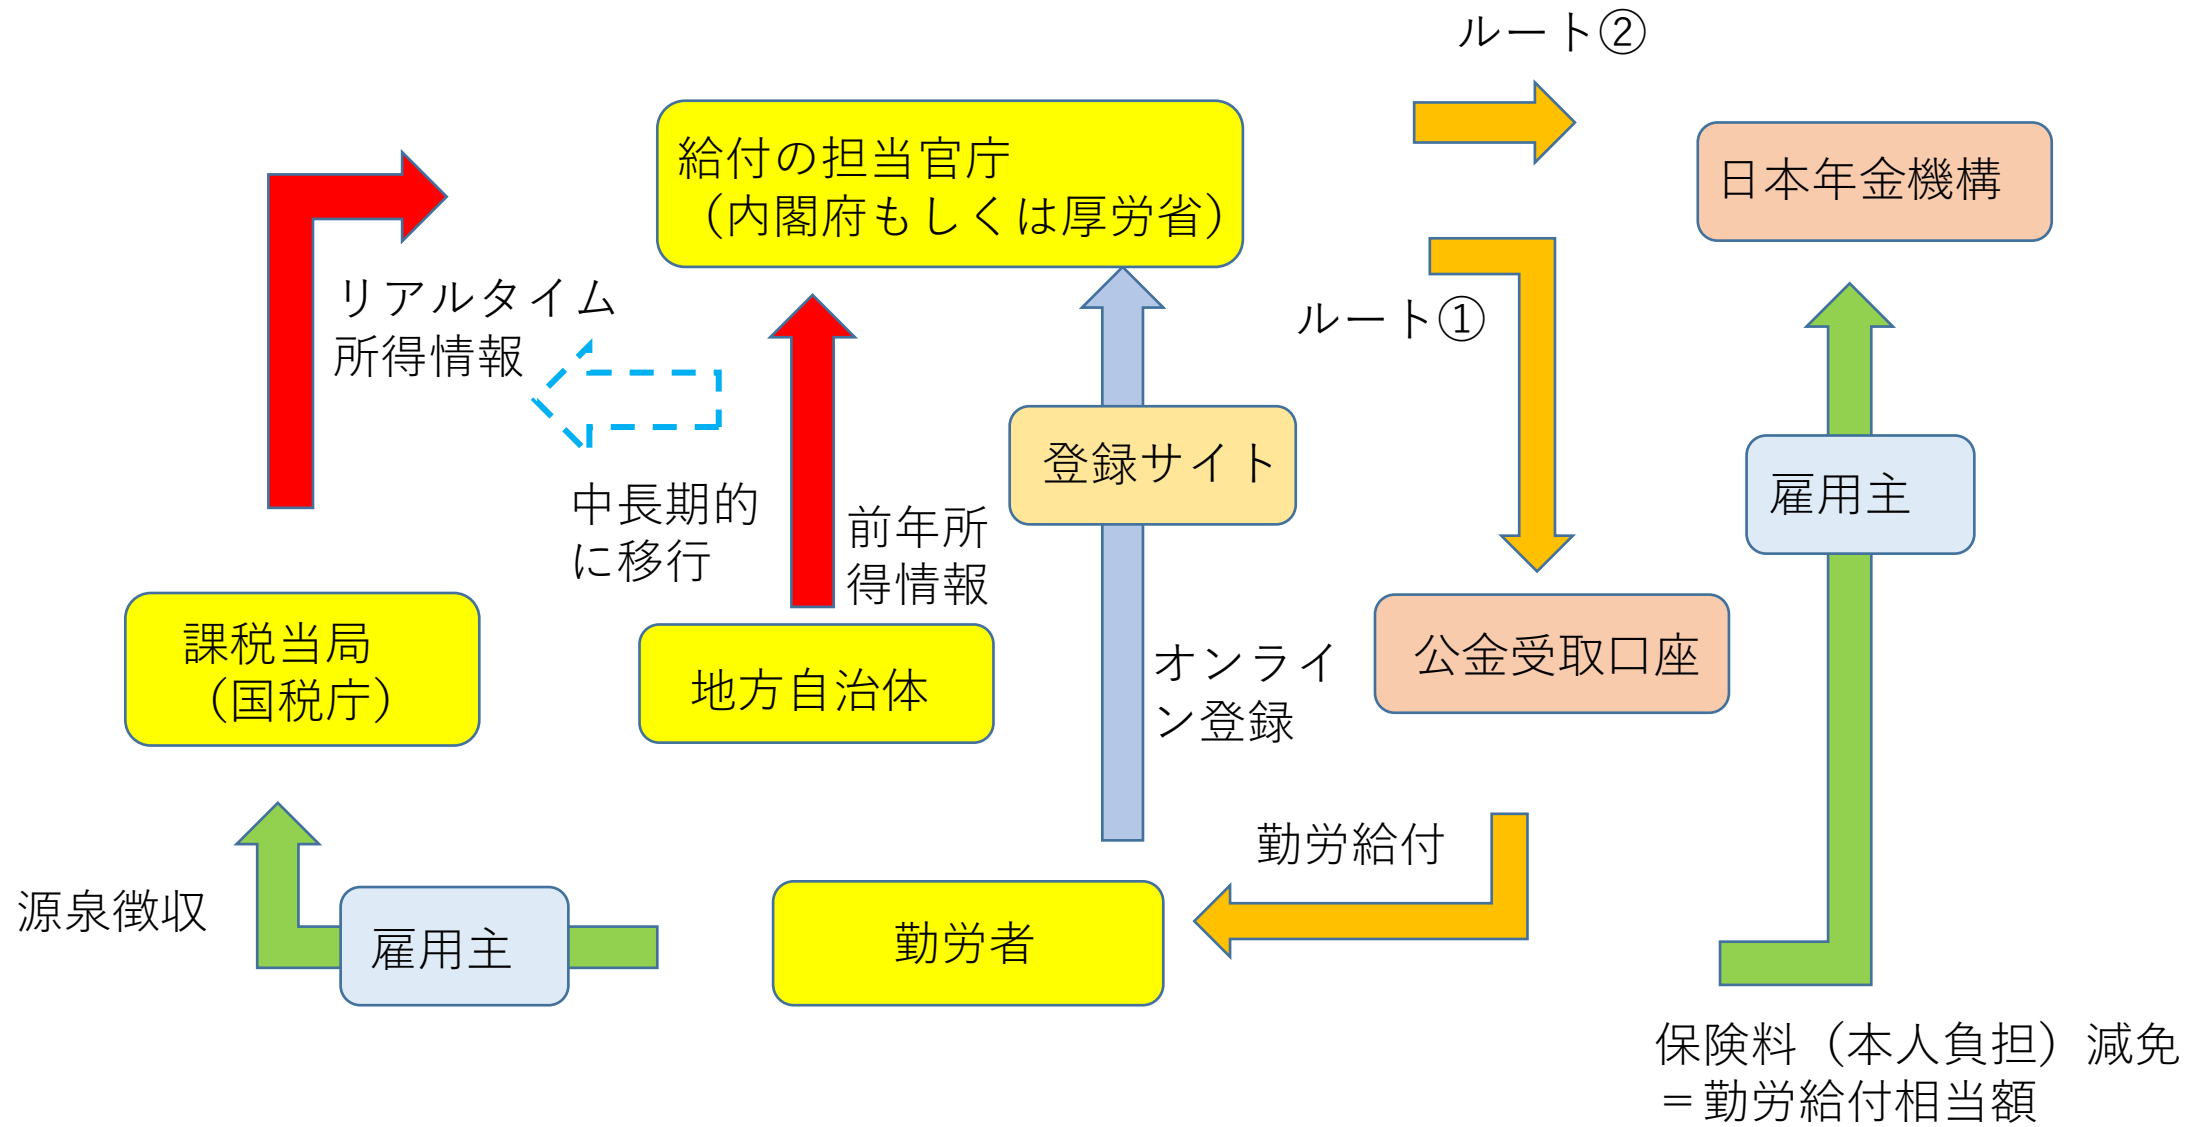 ルート②
給付の担当官庁
（内閣府もしくは厚労省）
日本年金機構
リアルタイム
所得情報
ルート①
登録サイト
雇用主
中長期的
に移行
前年所
得情報
課税当局
（国税庁）
地方自治体
オンライ
ン登録
公金受取口座
勤労給付
源泉徴収
雇用主
勤労者
保険料（本人負担）減免
＝勤労給付相当額